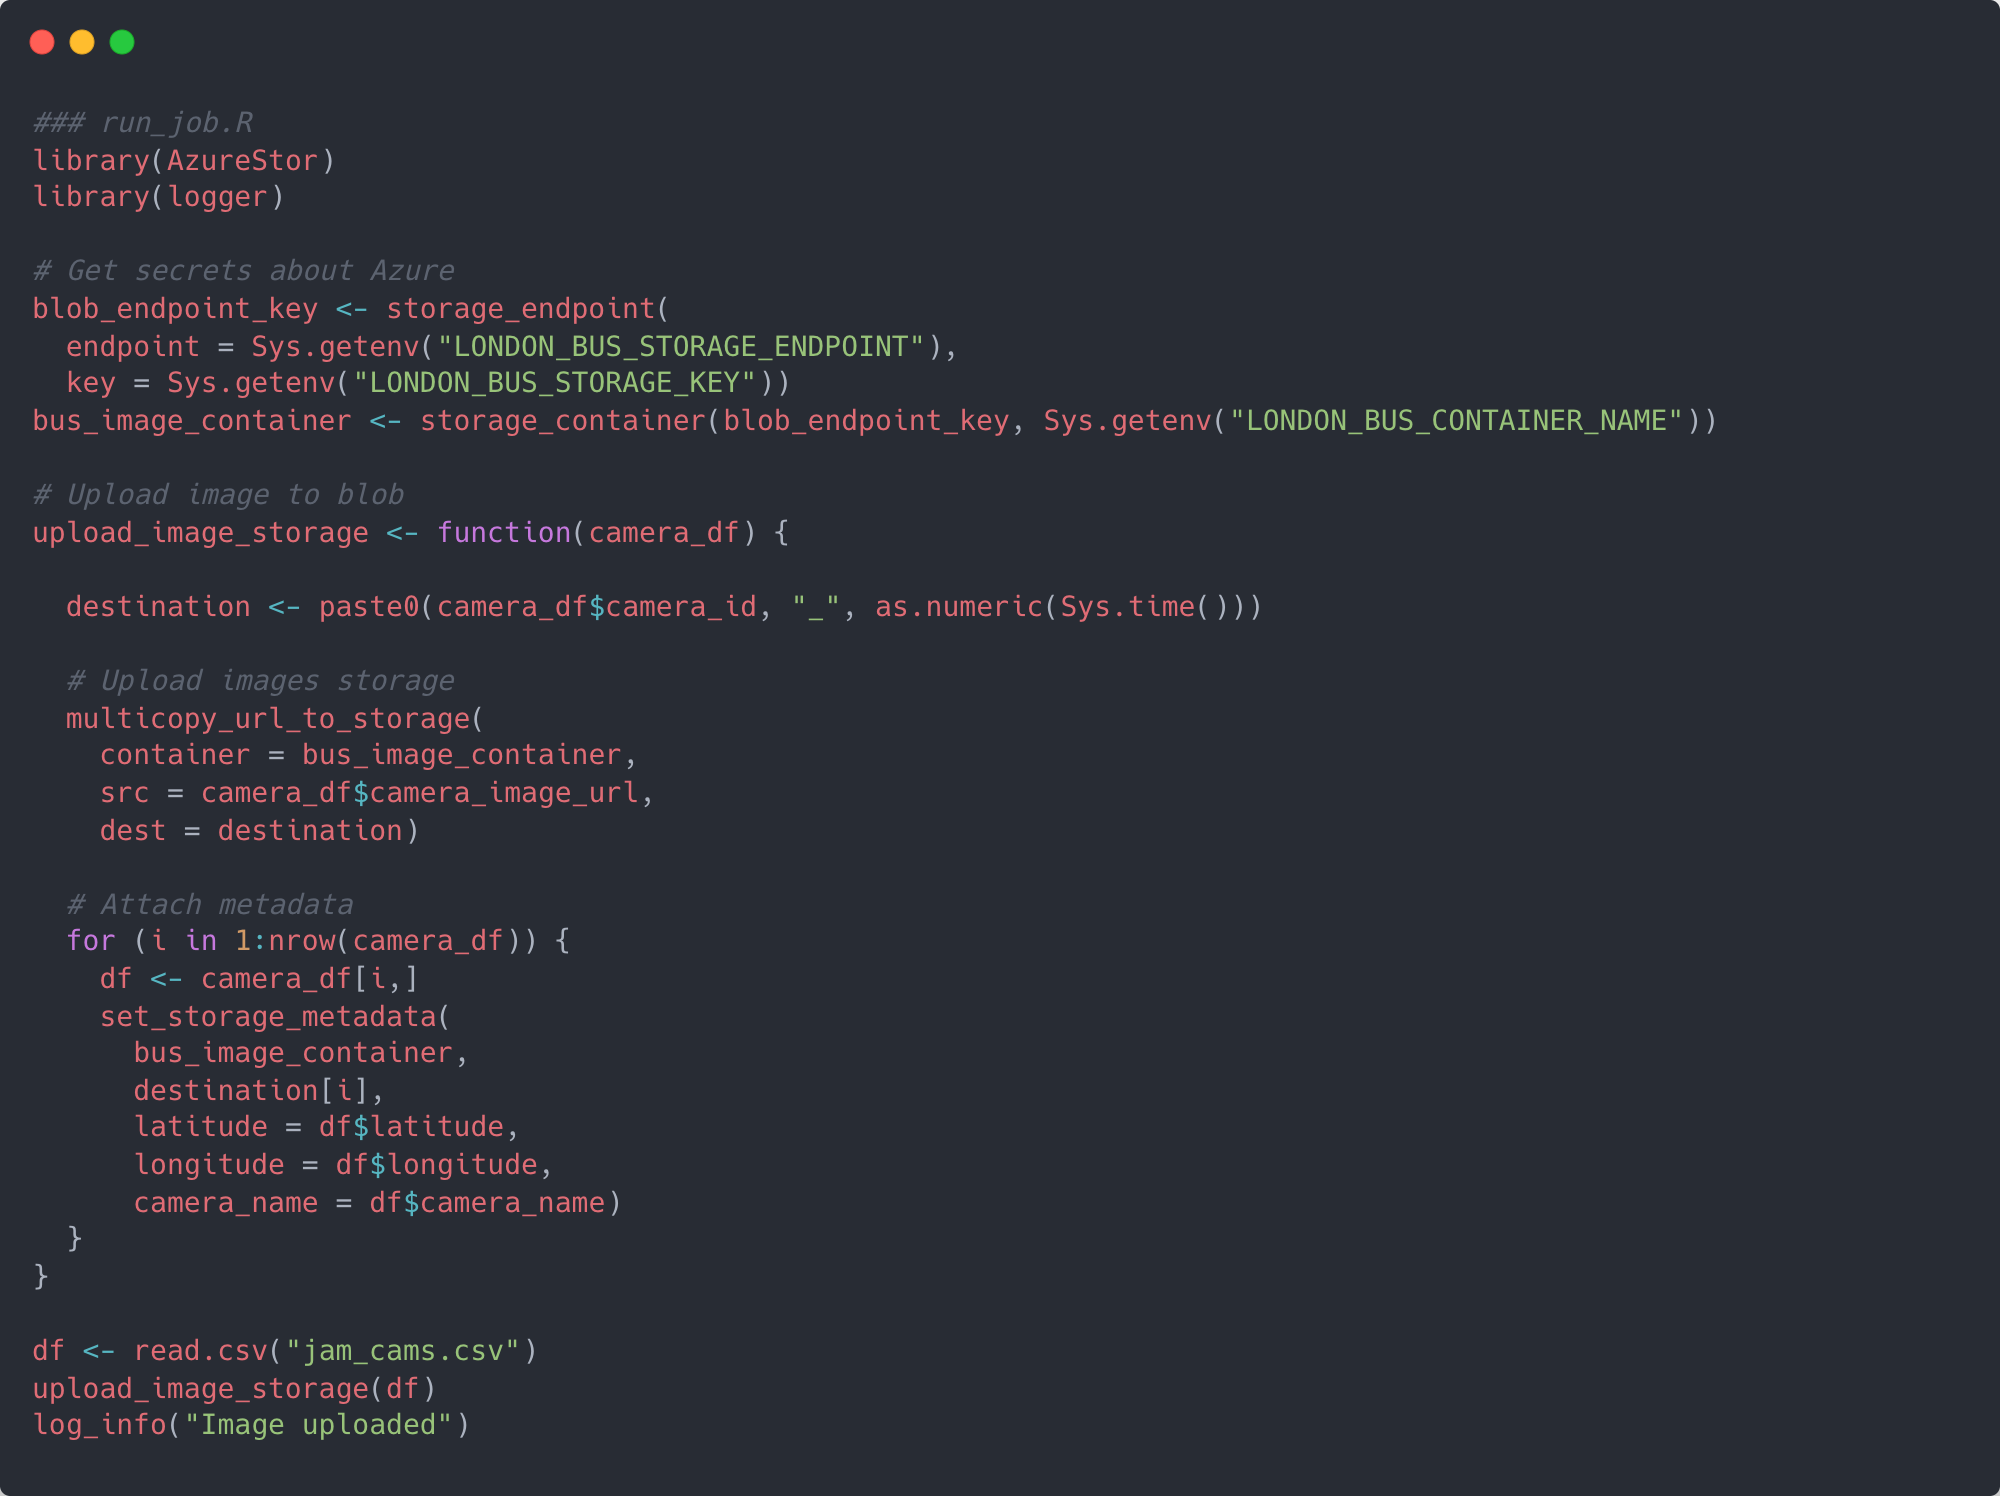 ### run_job.R
library(AzureStor)
library(logger)

# Get secrets about Azure
blob_endpoint_key <- storage_endpoint(
  endpoint = Sys.getenv("LONDON_BUS_STORAGE_ENDPOINT"),
  key = Sys.getenv("LONDON_BUS_STORAGE_KEY"))
bus_image_container <- storage_container(blob_endpoint_key, Sys.getenv("LONDON_BUS_CONTAINER_NAME"))

# Upload image to blob
upload_image_storage <- function(camera_df) {

  destination <- paste0(camera_df$camera_id, "_", as.numeric(Sys.time()))

  # Upload images storage
  multicopy_url_to_storage(
    container = bus_image_container,
    src = camera_df$camera_image_url,
    dest = destination)

  # Attach metadata
  for (i in 1:nrow(camera_df)) {
    df <- camera_df[i,]
    set_storage_metadata(
      bus_image_container,
      destination[i],
      latitude = df$latitude,
      longitude = df$longitude,
      camera_name = df$camera_name)
  }
}

df <- read.csv("jam_cams.csv")
upload_image_storage(df)
log_info("Image uploaded")